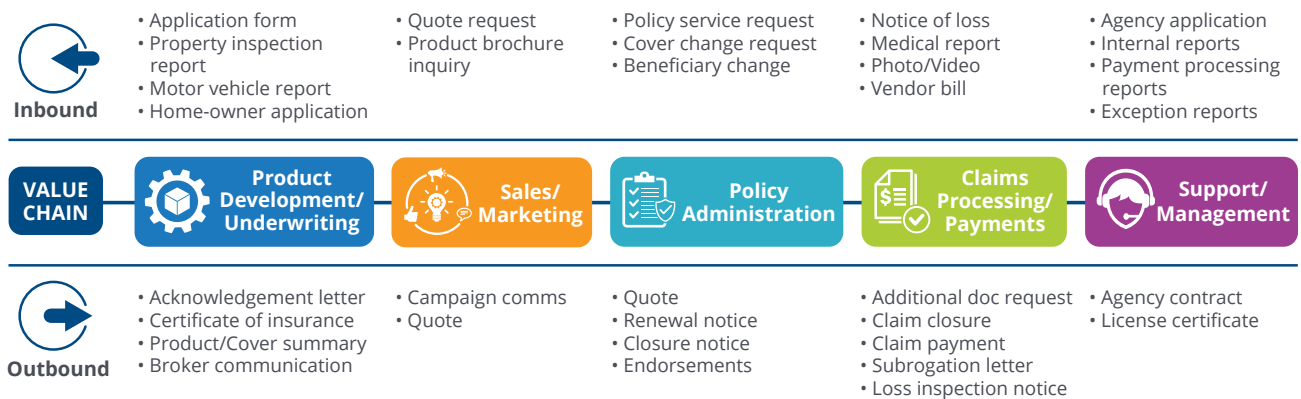 • Application form
• Property inspection
report
• Motor vehicle report
• Home-owner application
• Quote request
• Product brochure
inquiry
• Policy service request
• Cover change request
• Beneficiary change
• Notice of loss
• Medical report
• Photo/Video
• Vendor bill
• Agency application
• Internal reports
• Payment processing
reports
• Exception reports
Inbound
VALUE
CHAIN
Product
Development/
Underwriting
Sales/
Marketing
Policy
Administration
$
Claims
Processing/
Payments
Support/
Management
• Acknowledgement letter
• Certificate of insurance
• Product/Cover summary
• Broker communication
• Campaign comms
• Quote
• Quote
• Renewal notice
• Closure notice
• Endorsements
• Additional doc request
• Claim closure
• Claim payment
• Subrogation letter
• Loss inspection notice
• Agency contract
• License certificate
Outbound